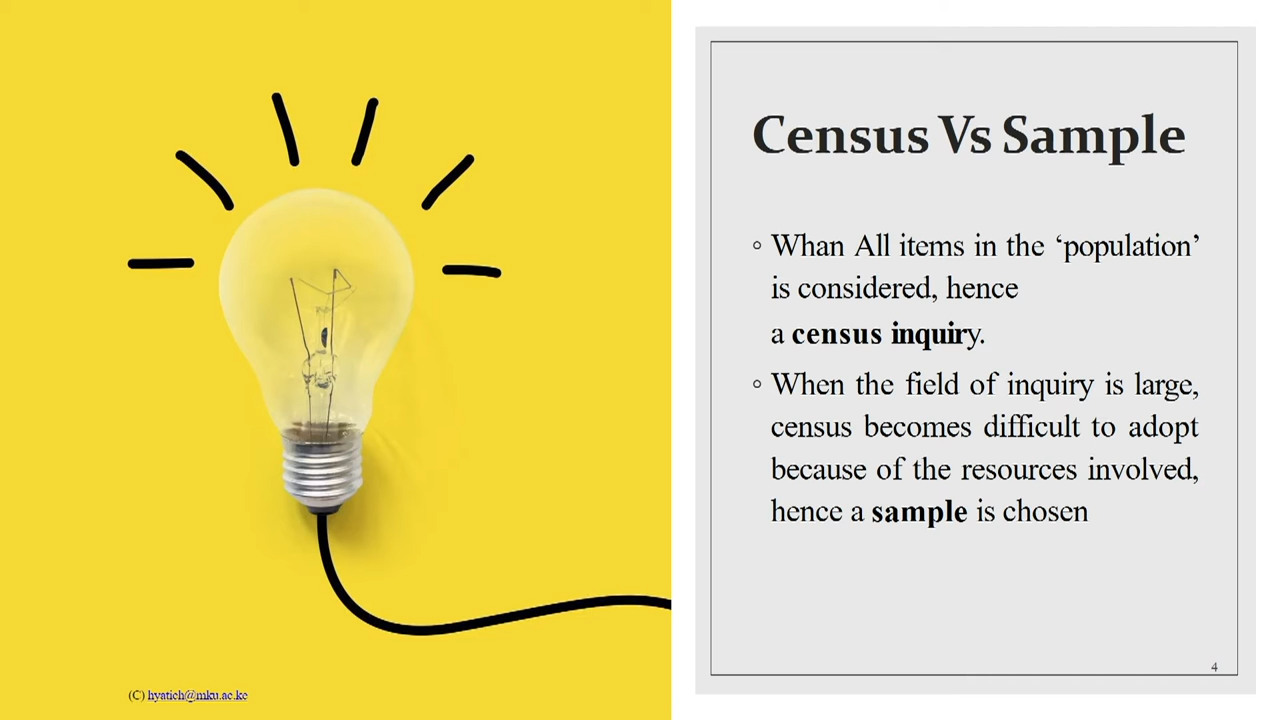 Census Vs Sample
◦ Whan All items in the ‘population’
is considered, hence
a census inquiry.
◦ When the field of inquiry is large,
census becomes difficult to adopt
because of the resources involved,
hence a sample is chosen
4
(C) hyatich@mku.ac.ke